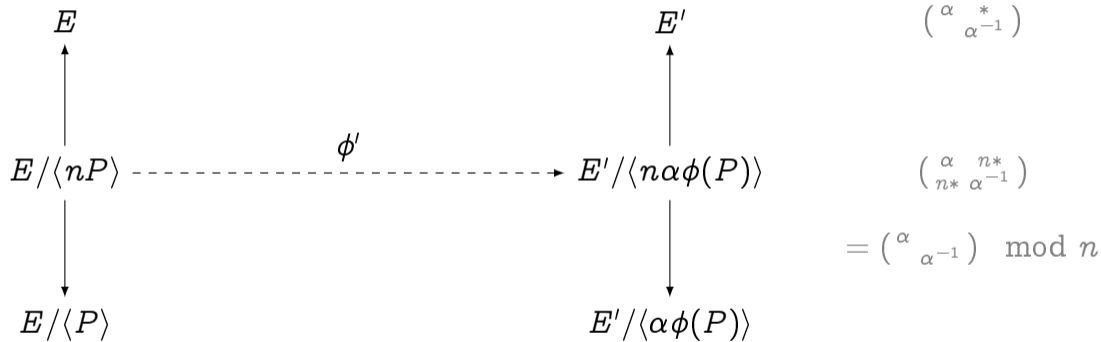 E E′ ( α * α⁻¹ )
ϕ′
E/⟨nP⟩ E′/⟨nαϕ(P)⟩ ( α n* n* α⁻¹ )
= ( α α⁻¹ ) mod n
E/⟨P⟩ E′/⟨αϕ(P)⟩